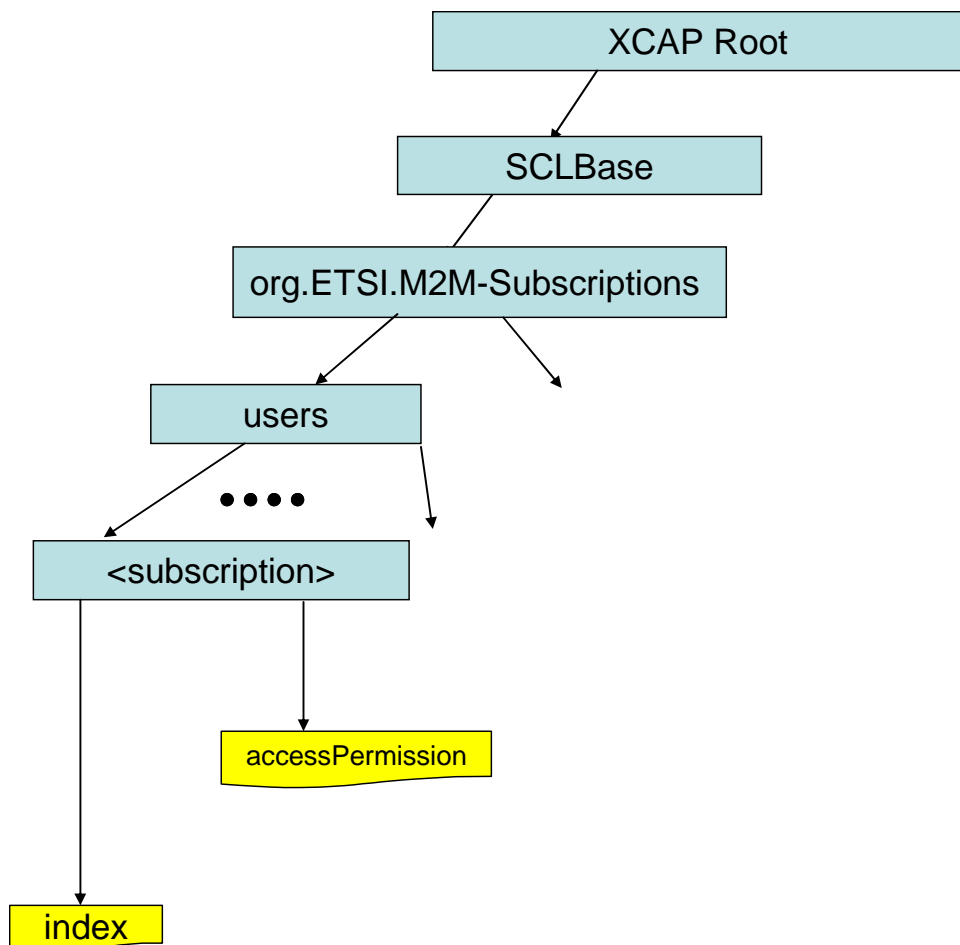 XCAP Root
SCLBase
org.ETSI.M2M-Subscriptions
users
<subscription>
accessPermission
index